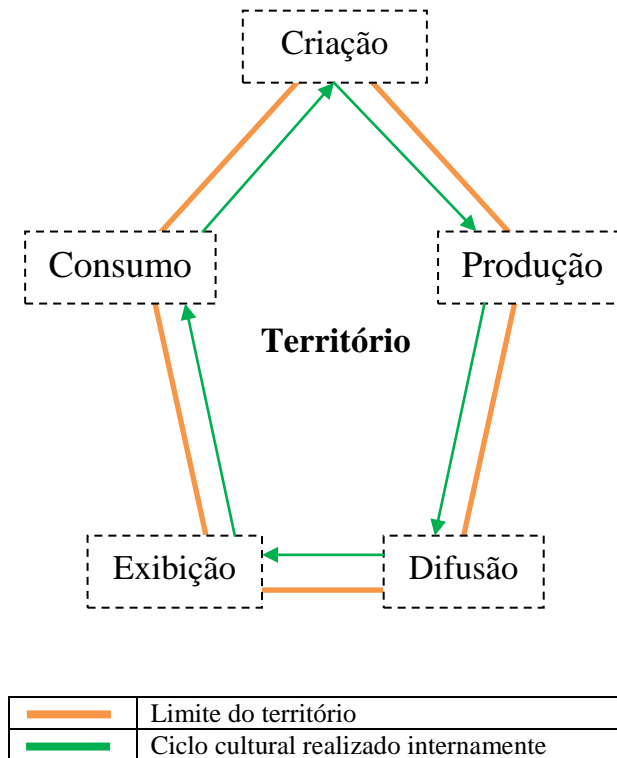 Criação
Consumo
Produção
Território
Exibição
Difusão
Limite do território
Ciclo cultural realizado internamente